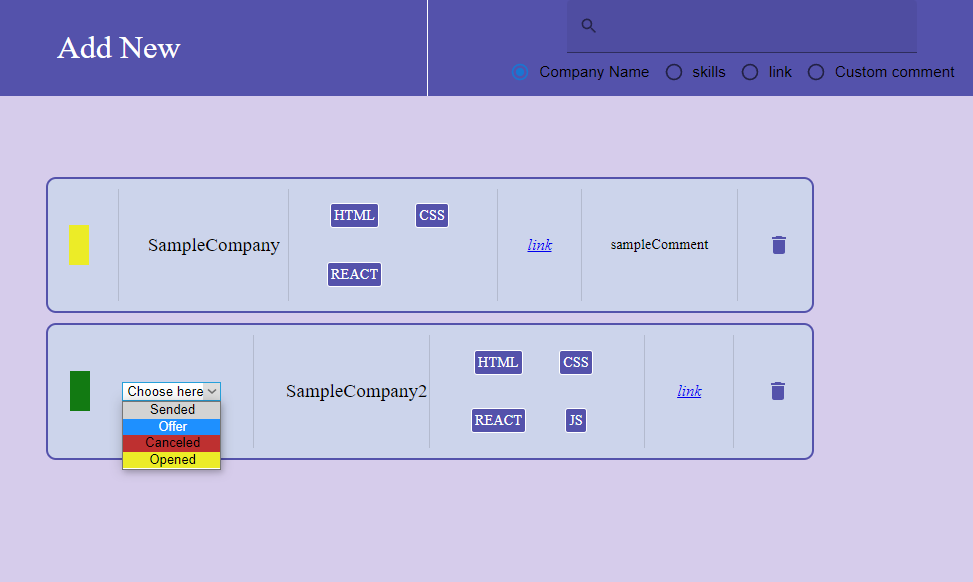 Add New
Company Name skills link Custom comment
SampleCompany HTML CSS link sampleComment
REACT
HTML CSS
Choose here SampleCompany2 link
Sended
Offer REACT JS
Canceled
Opened